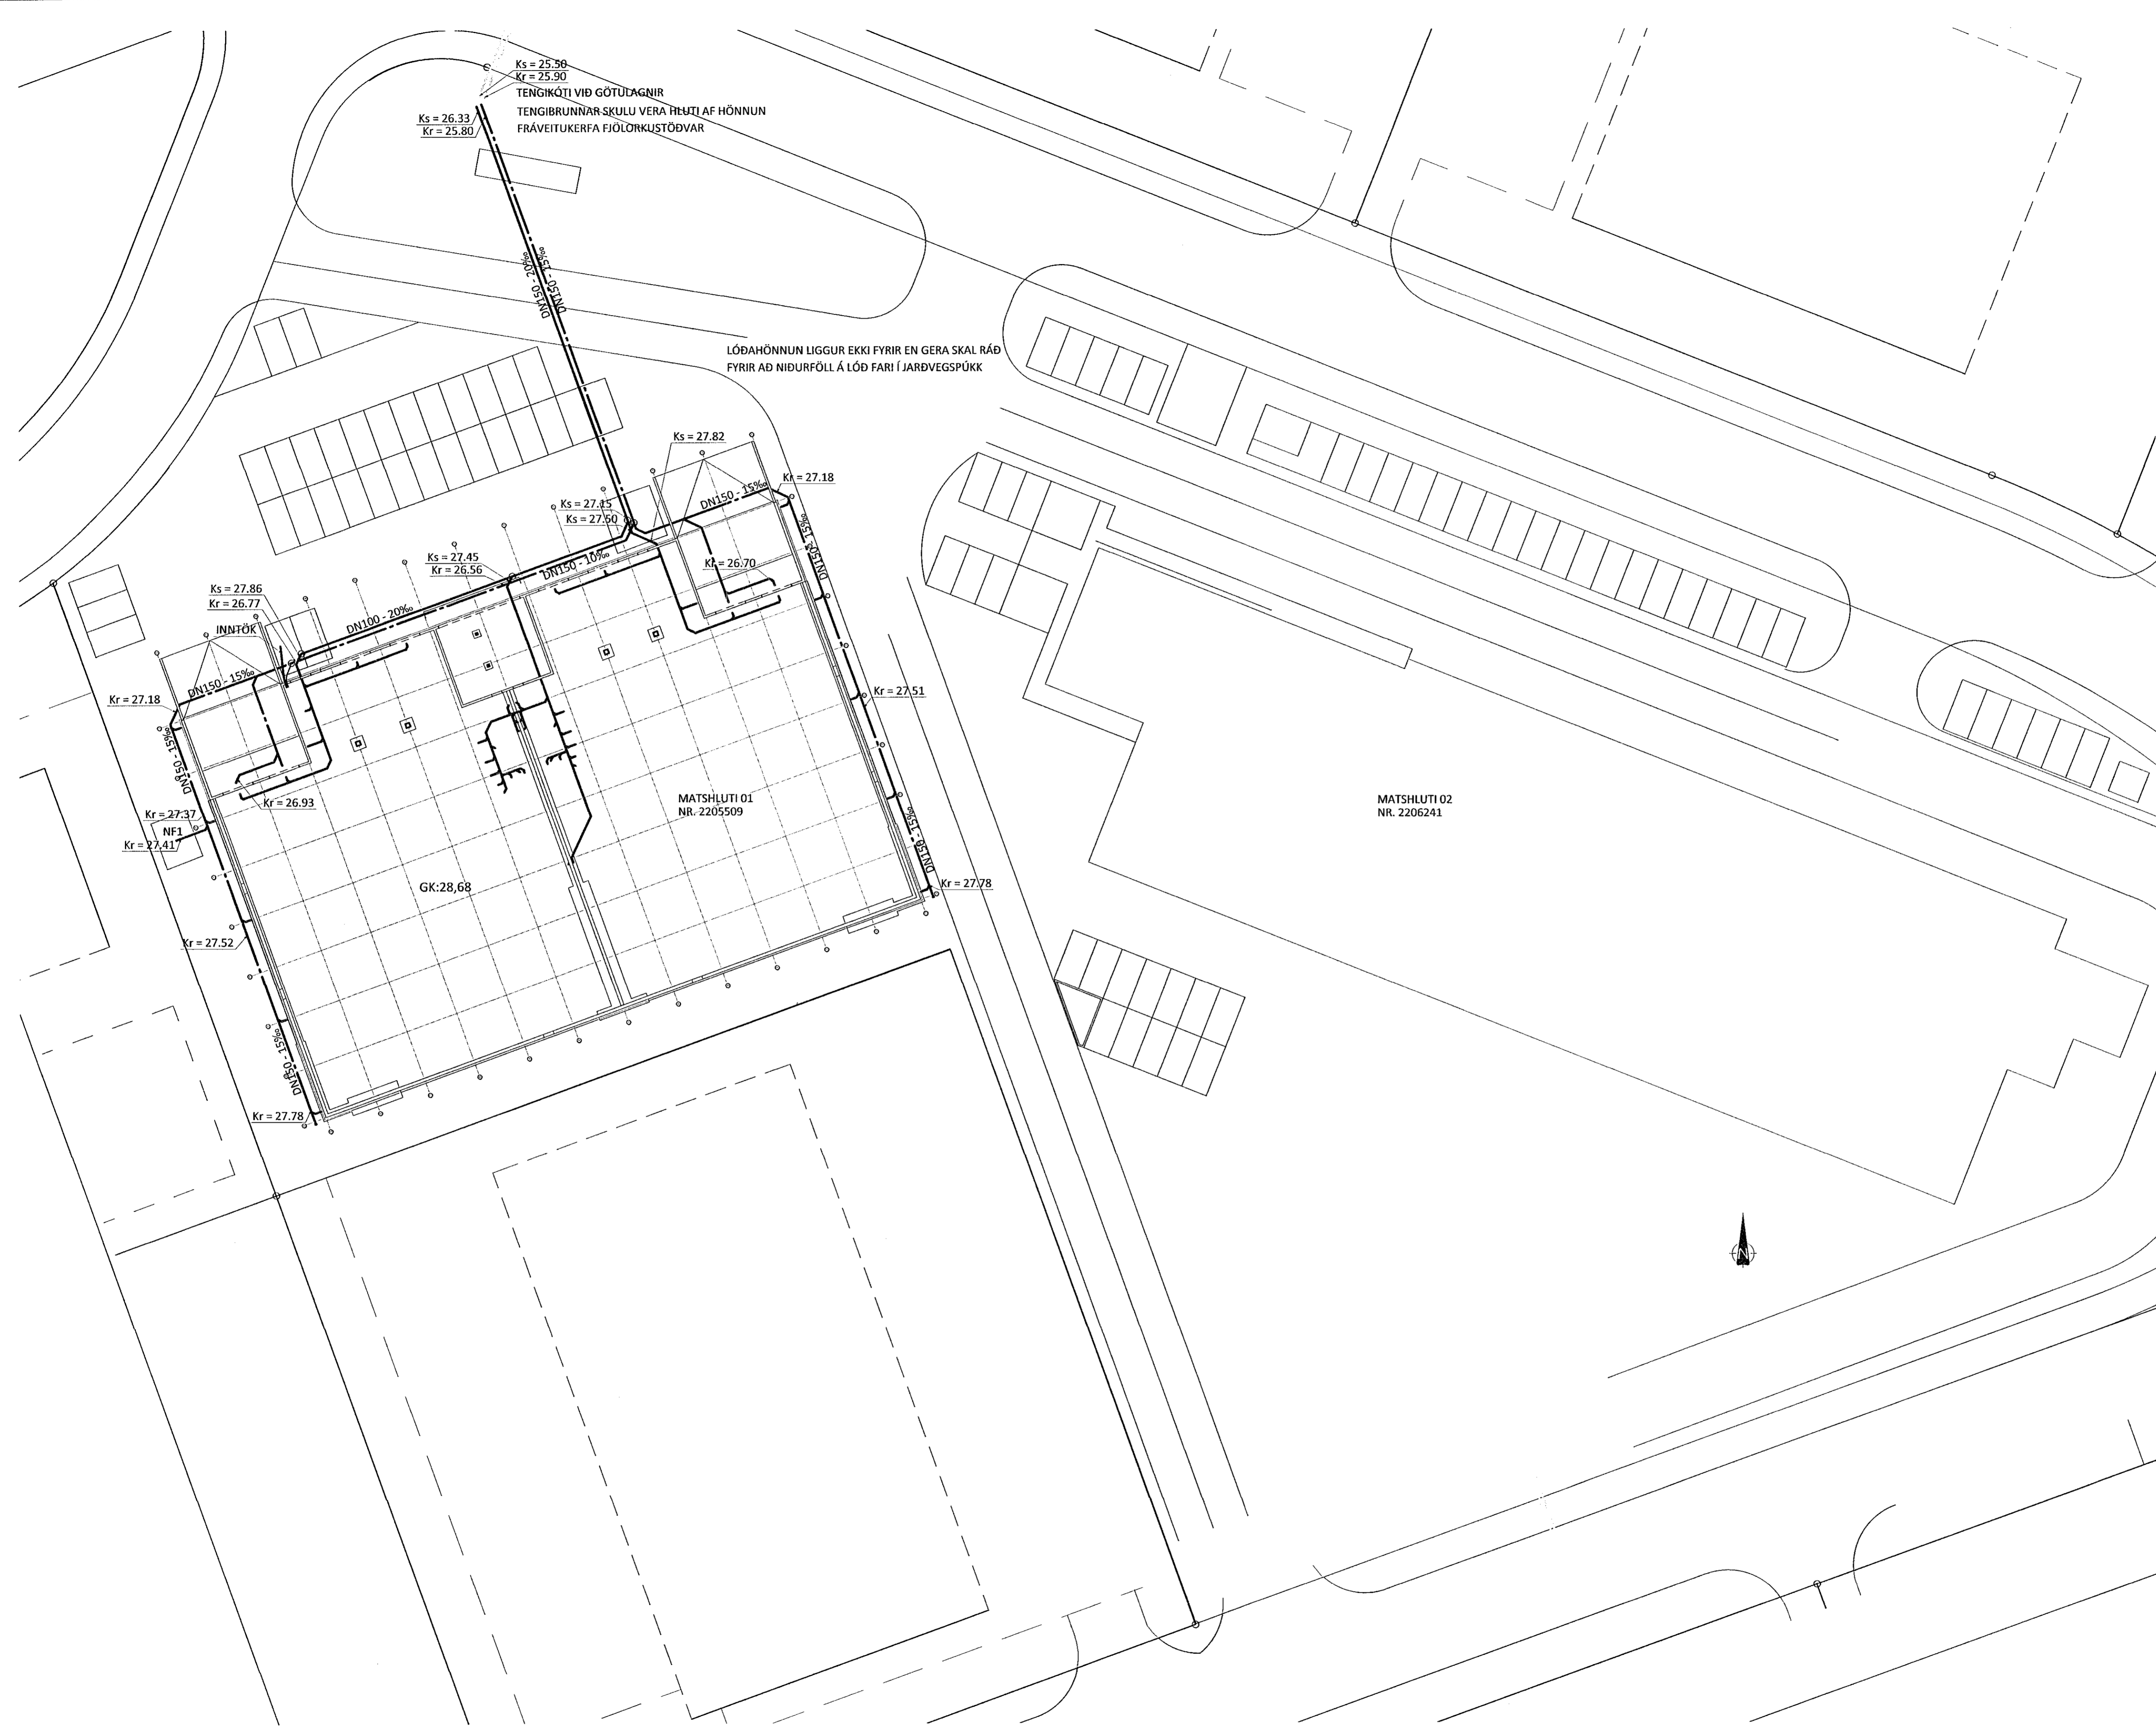 Ks = 25.50
Kr = 25.90
TENGIKÓTI VIÐ GÖTULAGNIR
TENGIBRUNNAR SKULU VERA HLUTI AF HÖNNUN
FRÁVEITUKERFA FJÖLORKUSTÖÐVAR
Ks = 26.33
Kr = 25.80
DN150 - 20‰
DN150 - 15‰
LÓÐAHÖNNUN LIGGUR EKKI FYRIR EN GERA SKAL RÁÐ
FYRIR AÐ NIÐURFÖLL Á LÓÐ FARI Í JARÐVEGSPÚKK
Ks = 27.82
Kr = 27.18
DN150 - 15‰
Ks = 27.15
Ks = 27.50
DN150 - 15‰
Ks = 27.45
Kr = 26.56
DN150 - 10‰
Kr = 26.70
Ks = 27.86
Kr = 26.77
DN100 - 20‰
INNTÖK
DN150 - 15‰
Kr = 27.18
Kr = 27.51
DN150 - 15‰
Kr = 26.93
MATSHLUTI 01
NR. 2205509
MATSHLUTI 02
NR. 2206241
Kr = 27.37
NF1
Kr = 27.41
DN150 - 15‰
GK:28,68
Kr = 27.78
Kr = 27.52
DN150 - 15‰
Kr = 27.78
N